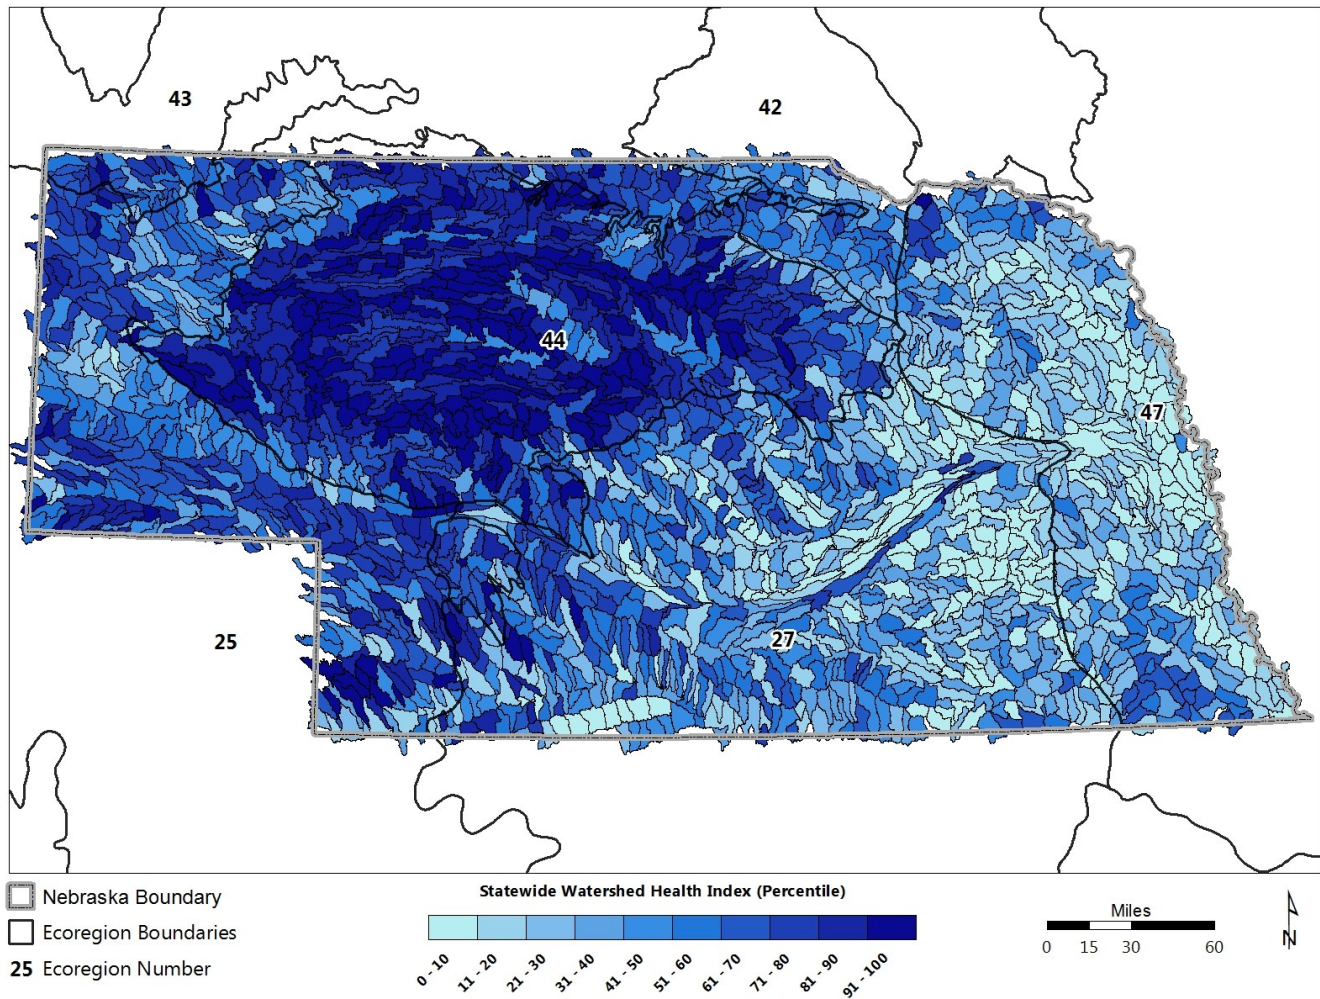 43
42
44
47
25
27
Nebraska Boundary
Ecoregion Boundaries
25 Ecoregion Number
Statewide Watershed Health Index (Percentile)
0 - 10 11 - 20 21 - 30 31 - 40 41 - 50 51 - 60 61 - 70 71 - 80 81 - 90 91 - 100
Miles
0 15 30 60
N